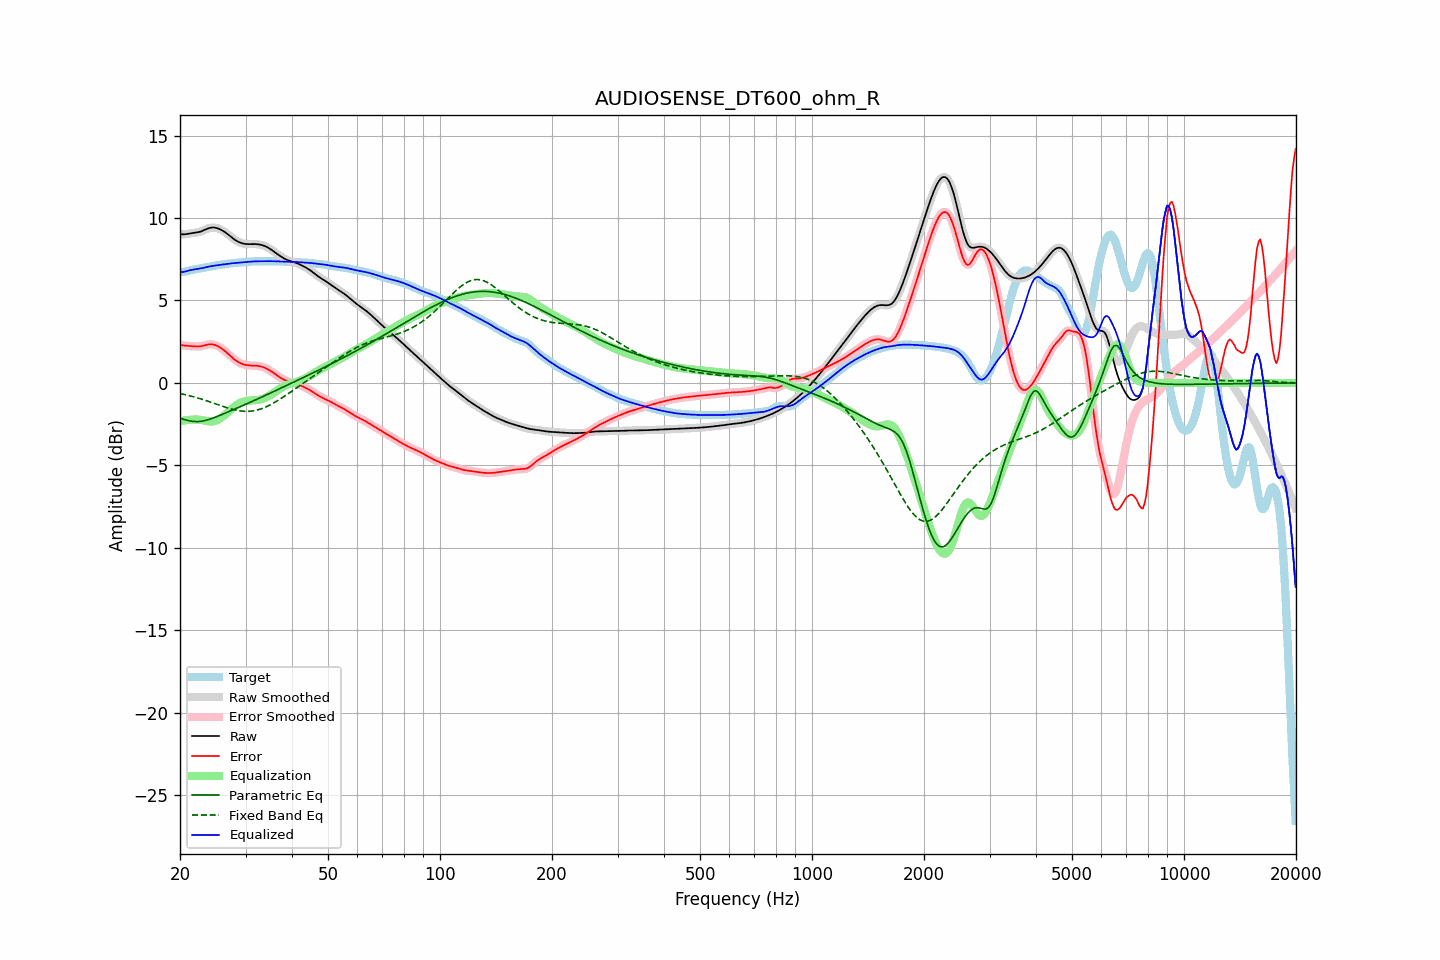 AUDIOSENSE_DT600_ohm_R
15
10
5
0
−5
−10
−15
−20
−25
Amplitude (dBr)
Target
Raw Smoothed
Error Smoothed
Raw
Error
Equalization
Parametric Eq
Fixed Band Eq
Equalized
20 50 100 200 500 1000 2000 5000 10000 20000
Frequency (Hz)